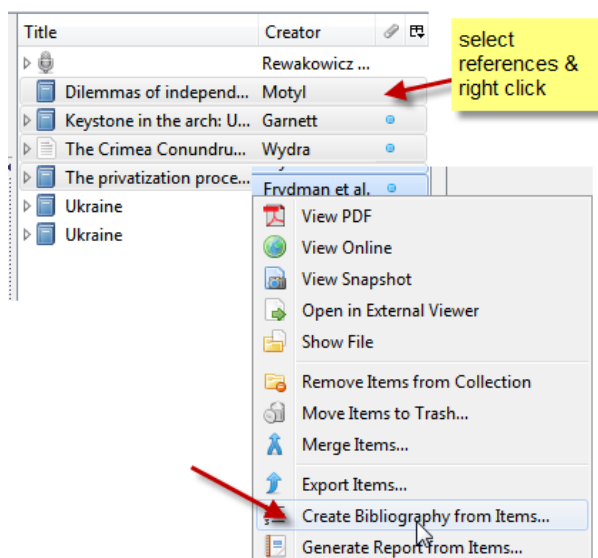 Title Creator
Rewakowicz ...
select
references &
right click
Dilemmas of independ... Motyl
Keystone in the arch: U... Garnett
The Crimea Conundru... Wydra
The privatization proce...
Frydman et al.
Ukraine
Ukraine
View PDF
View Online
View Snapshot
Open in External Viewer
Show File
Remove Items from Collection
Move Items to Trash...
Merge Items...
Export Items...
Create Bibliography from Items...
Generate Report from Items...